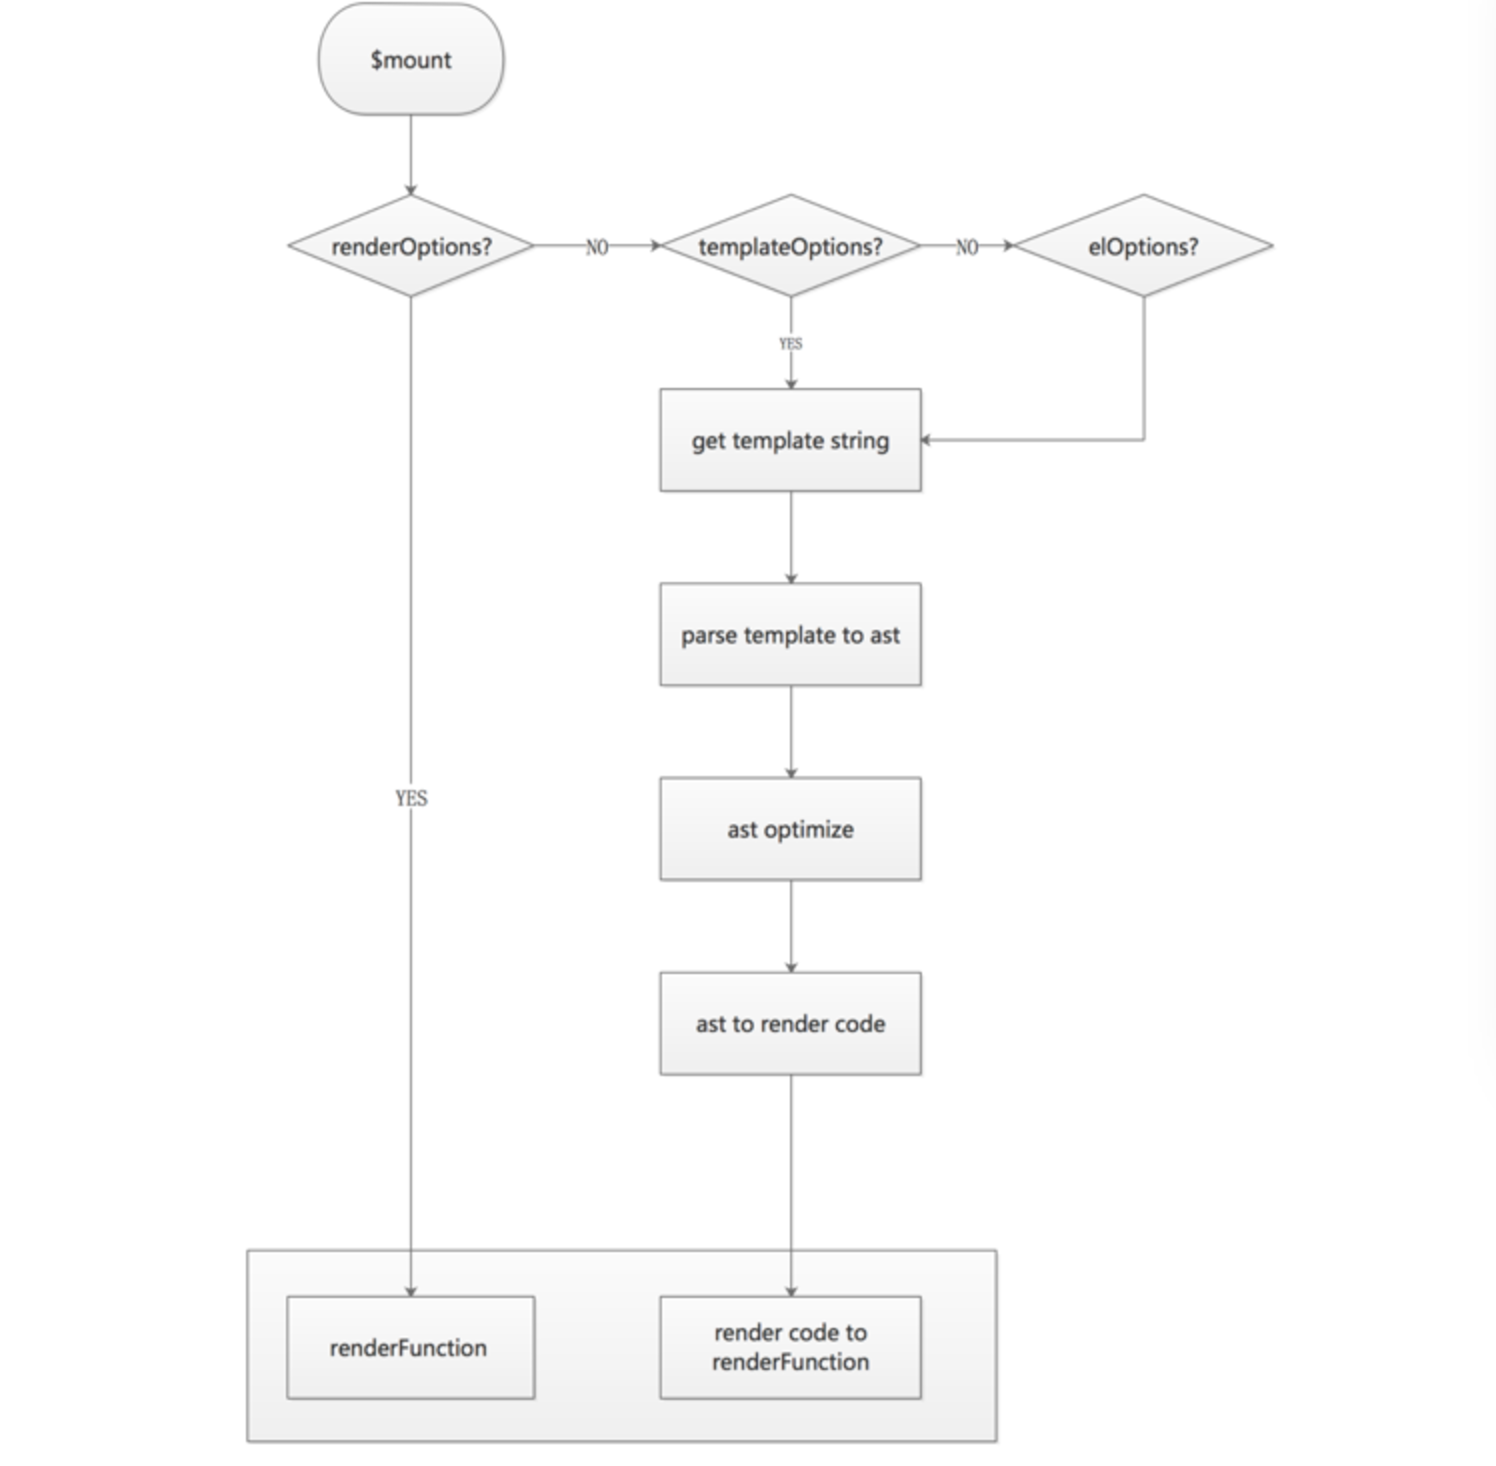 $mount
renderOptions?
NO
templateOptions?
NO
elOptions?
YES
get template string
parse template to ast
YES
ast optimize
ast to render code
renderFunction
render code to
renderFunction